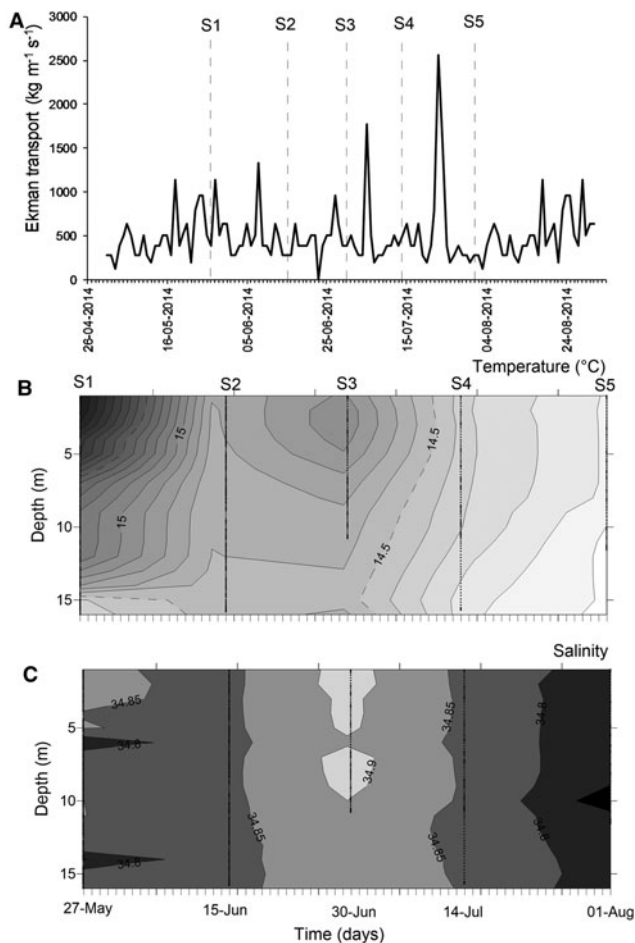 A
S1 S2 S3 S4 S5
Ekman transport (kg m⁻¹ s⁻¹)
3000
2500
2000
1500
1000
500
0
26-04-2014 16-05-2014 05-06-2014 25-06-2014 15-07-2014 04-08-2014 24-08-2014
Temperature (°C)
B
S1 S2 S3 S4 S5
Depth (m)
5
10
15
15
15
14.5
14.5
Salinity
C
Depth (m)
5
10
15
34.85
34.8
34.8
34.85
34.85
34.9
34.85
34.85
34.8
34.8
27-May 15-Jun 30-Jun 14-Jul 01-Aug
Time (days)